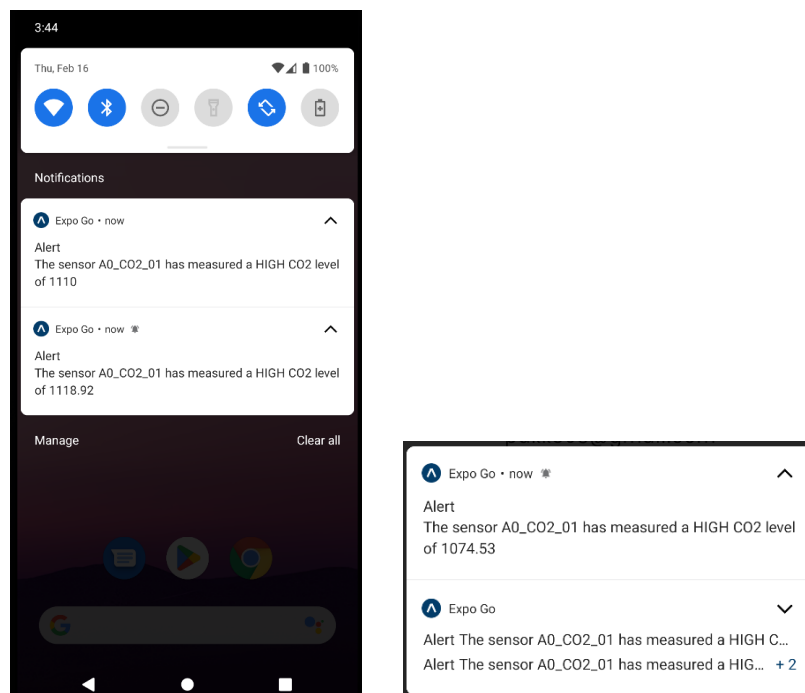 3:44
Thu, Feb 16
100%
Notifications
Expo Go • now
Alert
The sensor A0_CO2_01 has measured a HIGH CO2 level
of 1110
Expo Go • now
Alert
The sensor A0_CO2_01 has measured a HIGH CO2 level
of 1118.92
Manage
Clear all
Expo Go • now
Alert
The sensor A0_CO2_01 has measured a HIGH CO2 level
of 1074.53
Expo Go
Alert The sensor A0_CO2_01 has measured a HIGH C...
Alert The sensor A0_CO2_01 has measured a HIG... + 2